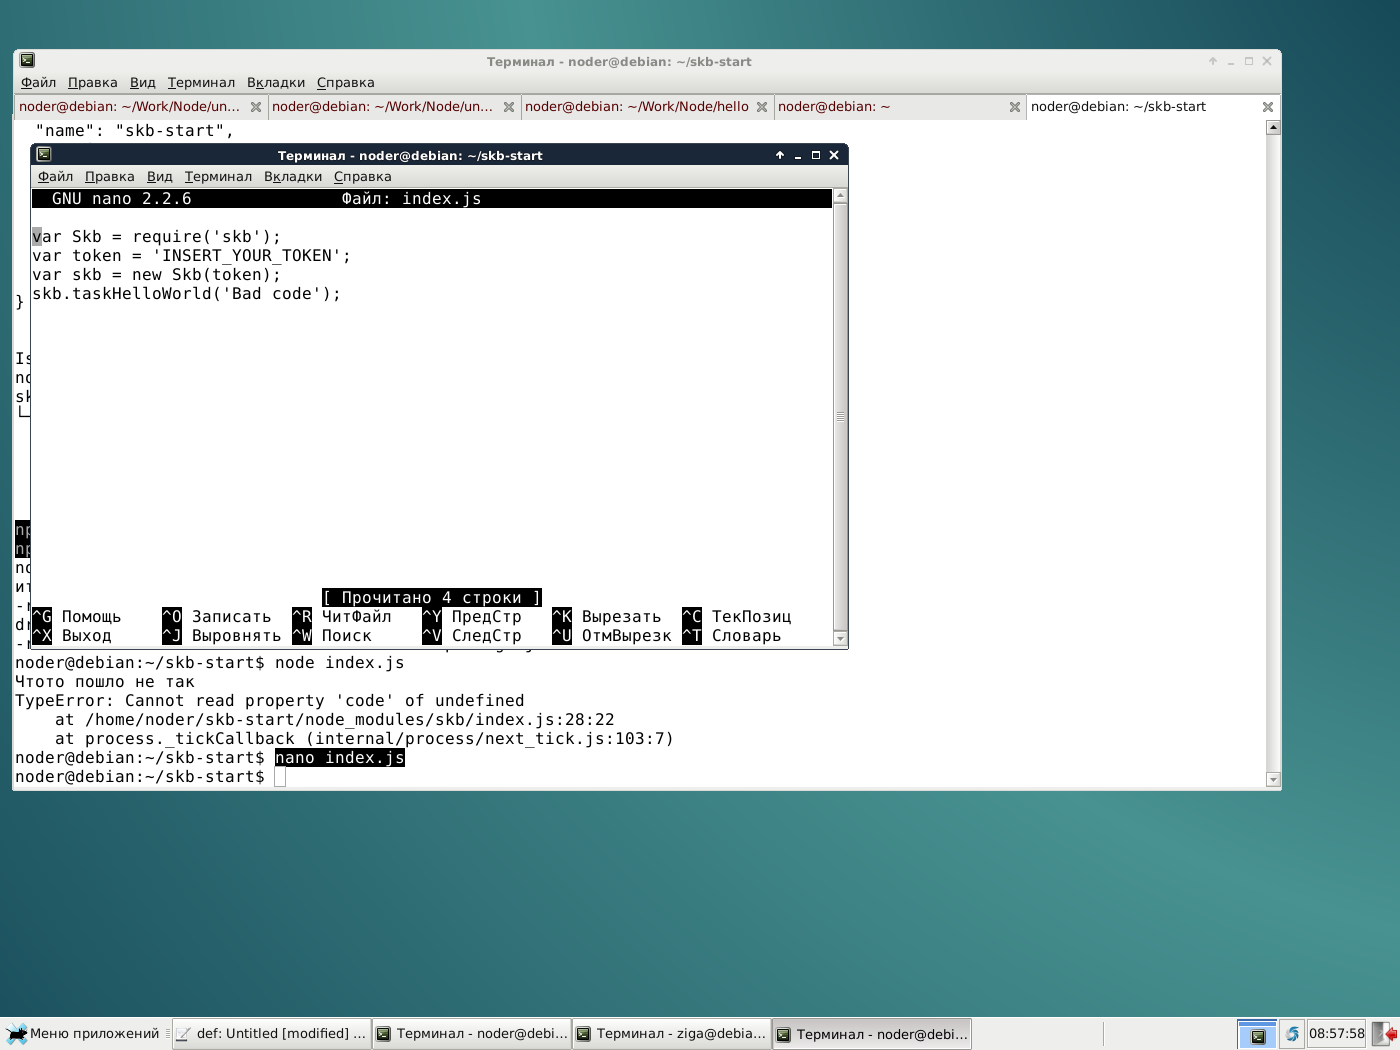 Терминал - noder@debian: ~/skb-start
Файл Правка Вид Терминал Вкладки Справка
noder@debian: ~/Work/Node/un... noder@debian: ~/Work/Node/un... noder@debian: ~/Work/Node/hello noder@debian: ~ noder@debian: ~/skb-start
"name": "skb-start",
Терминал - noder@debian: ~/skb-start
Файл Правка Вид Терминал Вкладки Справка
GNU nano 2.2.6 Файл: index.js
var Skb = require('skb');
var token = 'INSERT_YOUR_TOKEN';
var skb = new Skb(token);
skb.taskHelloWorld('Bad code');
}
[ Прочитано 4 строки ]
^G Помощь ^O Записать ^R ЧитФайл ^Y ПредСтр ^K Вырезать ^C ТекПозиц
^X Выход ^J Выровнять ^W Поиск ^V СледСтр ^U ОтмВырезк ^T Словарь
noder@debian:~/skb-start$ node index.js
Чтото пошло не так
TypeError: Cannot read property 'code' of undefined
at /home/noder/skb-start/node_modules/skb/index.js:28:22
at process._tickCallback (internal/process/next_tick.js:103:7)
noder@debian:~/skb-start$ nano index.js
noder@debian:~/skb-start$
Меню приложений def: Untitled [modified] ... Терминал - noder@debi... Терминал - ziga@debia... Терминал - noder@debi... 08:57:58